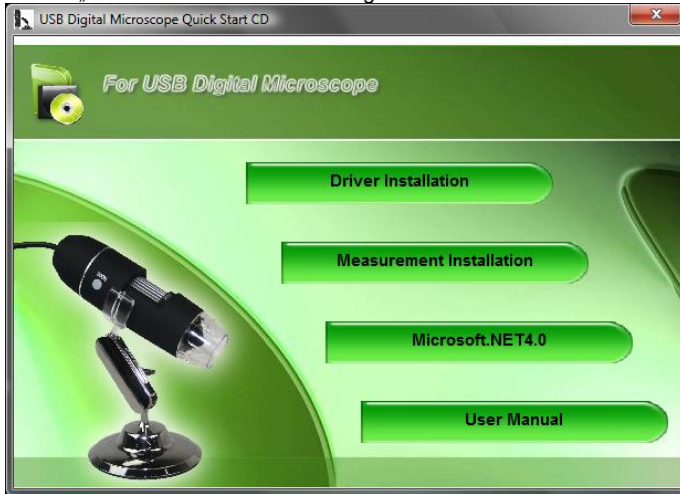 USB Digital Microscope Quick Start CD
For USB Digital Microscope
Driver Installation
Measurement Installation
Microsoft.NET4.0
User Manual